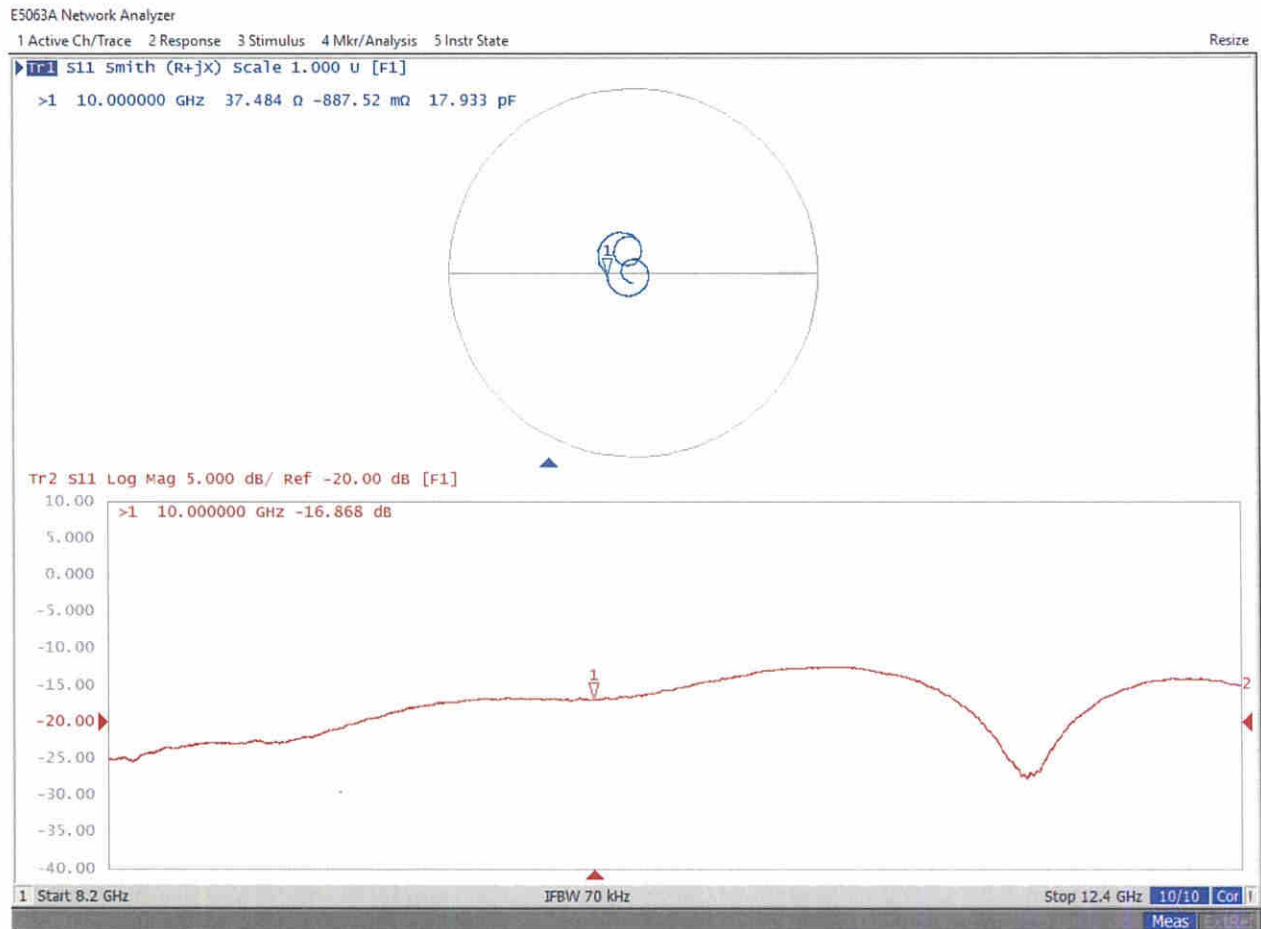 E5063A Network Analyzer
1 Active Ch/Trace 2 Response 3 Stimulus 4 Mkr/Analysis 5 Instr State Resize
Tr1 S11 Smith (R+jX) Scale 1.000 U [F1]
>1 10.000000 GHz 37.484 Ω -887.52 mΩ 17.933 pF
1
Tr2 S11 Log Mag 5.000 dB/ Ref -20.00 dB [F1]
10.00
>1 10.000000 GHz -16.868 dB
5.000
0.000
-5.000
-10.00
1
-15.00
2
-20.00
-25.00
-30.00
-35.00
-40.00
1 Start 8.2 GHz IFBW 70 kHz Stop 12.4 GHz 10/10 Cor !
Meas ExtRef